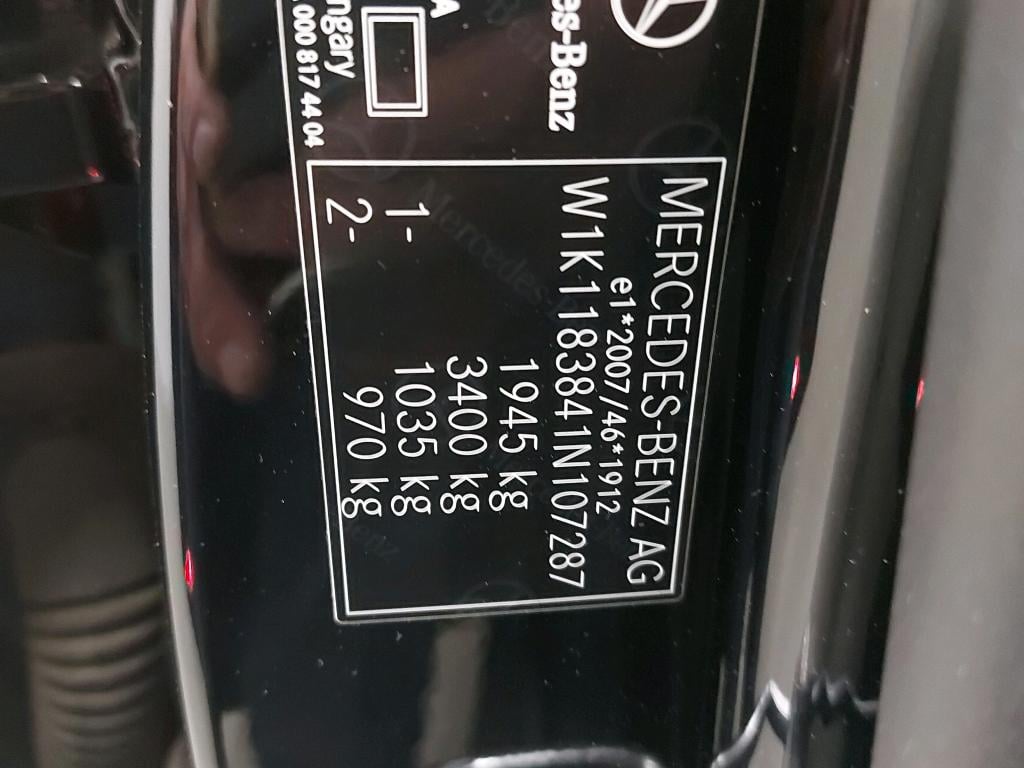 es-Benz
A
ngary
000 817 44 04
MERCEDES-BENZ AG
e1*2007/46*1912
W1K1183841N107287
1945 kg
3400 kg
1- 1035 kg
2- 970 kg